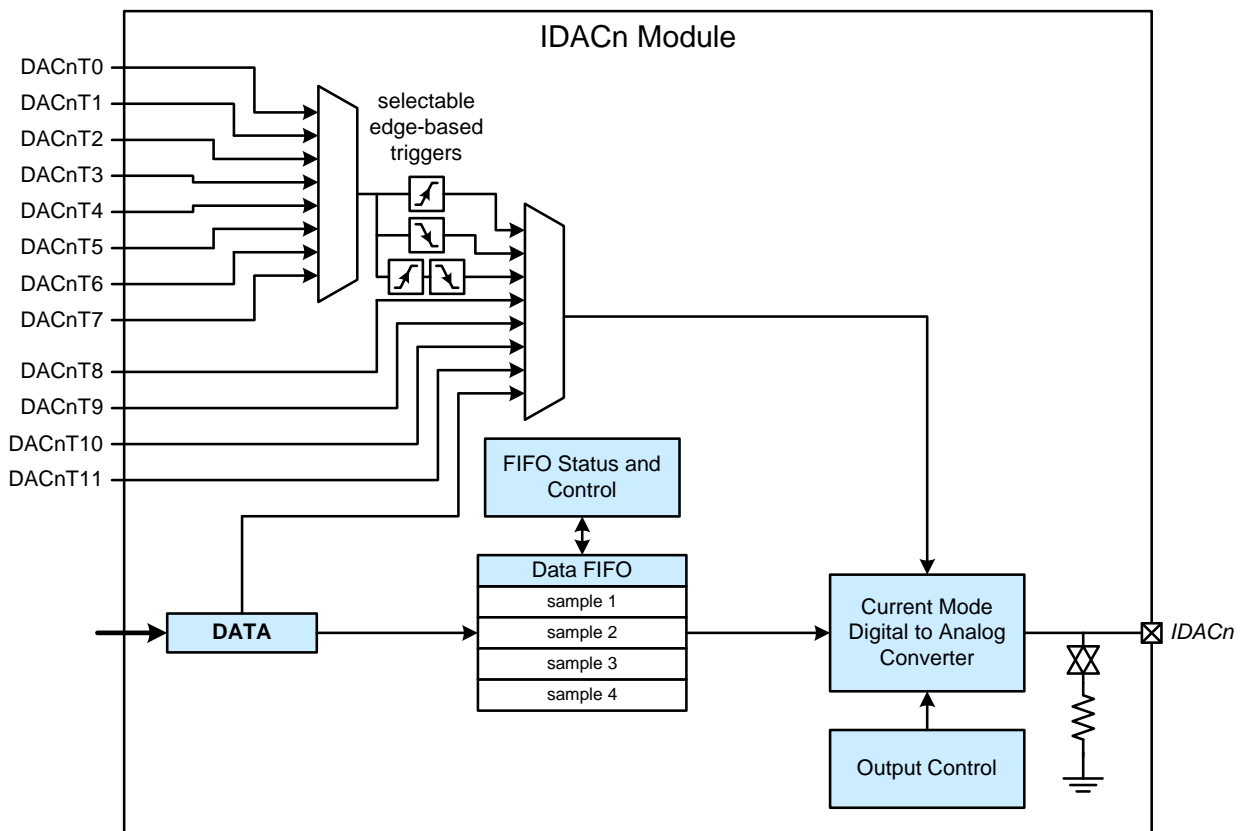 IDACn Module
DACnT0
DACnT1
DACnT2
DACnT3
DACnT4
DACnT5
DACnT6
DACnT7
DACnT8
DACnT9
DACnT10
DACnT11
selectable
edge-based
triggers
FIFO Status and
Control
Data FIFO
sample 1
sample 2
sample 3
sample 4
DATA
Current Mode
Digital to Analog
Converter
IDACn
Output Control